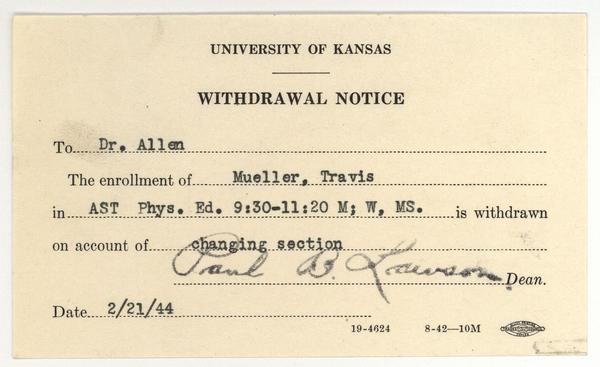 UNIVERSITY OF KANSAS
WITHDRAWAL NOTICE
To Dr. Allen
The enrollment of Mueller, Travis
in AST Phys. Ed. 9:30-11:20 M; W, MS. is withdrawn
on account of changing section
Paul B. Lawson Dean.
Date 2/21/44
19-4624 8-42—10M